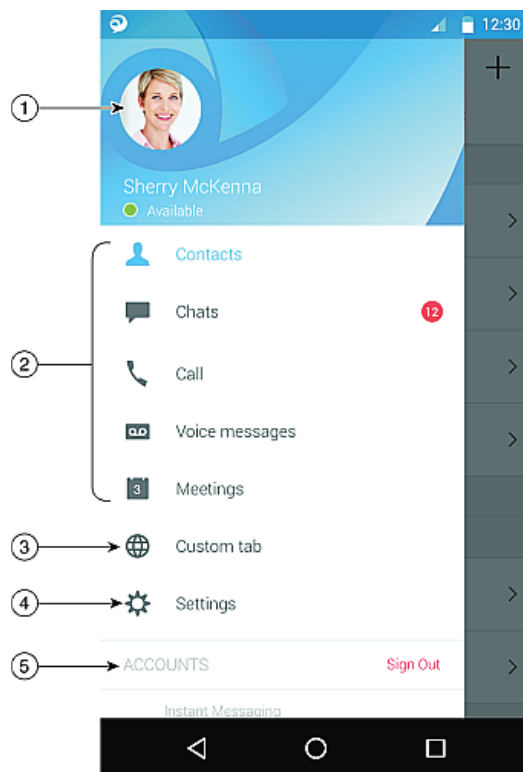 12:30
1
Sherry McKenna
Available
Contacts
2
Chats 12
Call
Voice messages
3 Meetings
3 Custom tab
4 Settings
5 ACCOUNTS Sign Out
Instant Messaging